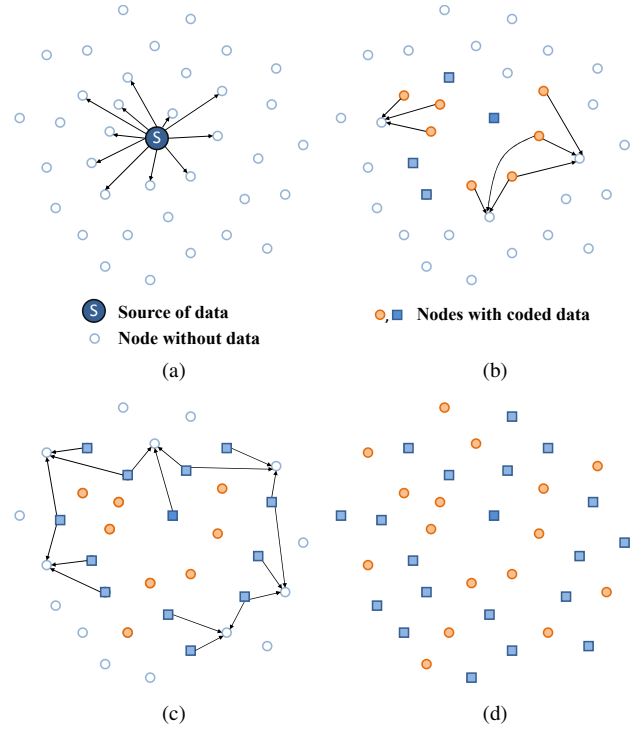 S
S Source of data
Node without data
, Nodes with coded data
(a)
(b)
(c)
(d)